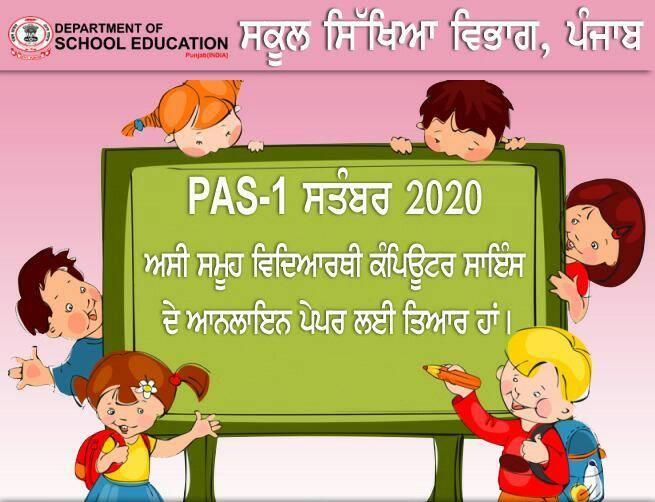 DEPARTMENT OF
SCHOOL EDUCATION
Punjab(INDIA)
ਸਕੂਲ ਸਿੱਖਿਆ ਵਿਭਾਗ, ਪੰਜਾਬ
PAS-1 ਸਤੰਬਰ 2020
ਅਸੀ ਸਮੂਹ ਵਿਦਿਆਰਥੀ ਕੰਪਿਊਟਰ ਸਾਇੰਸ
ਦੇ ਆਨਲਾਇਨ ਪੇਪਰ ਲਈ ਤਿਆਰ ਹਾਂ।